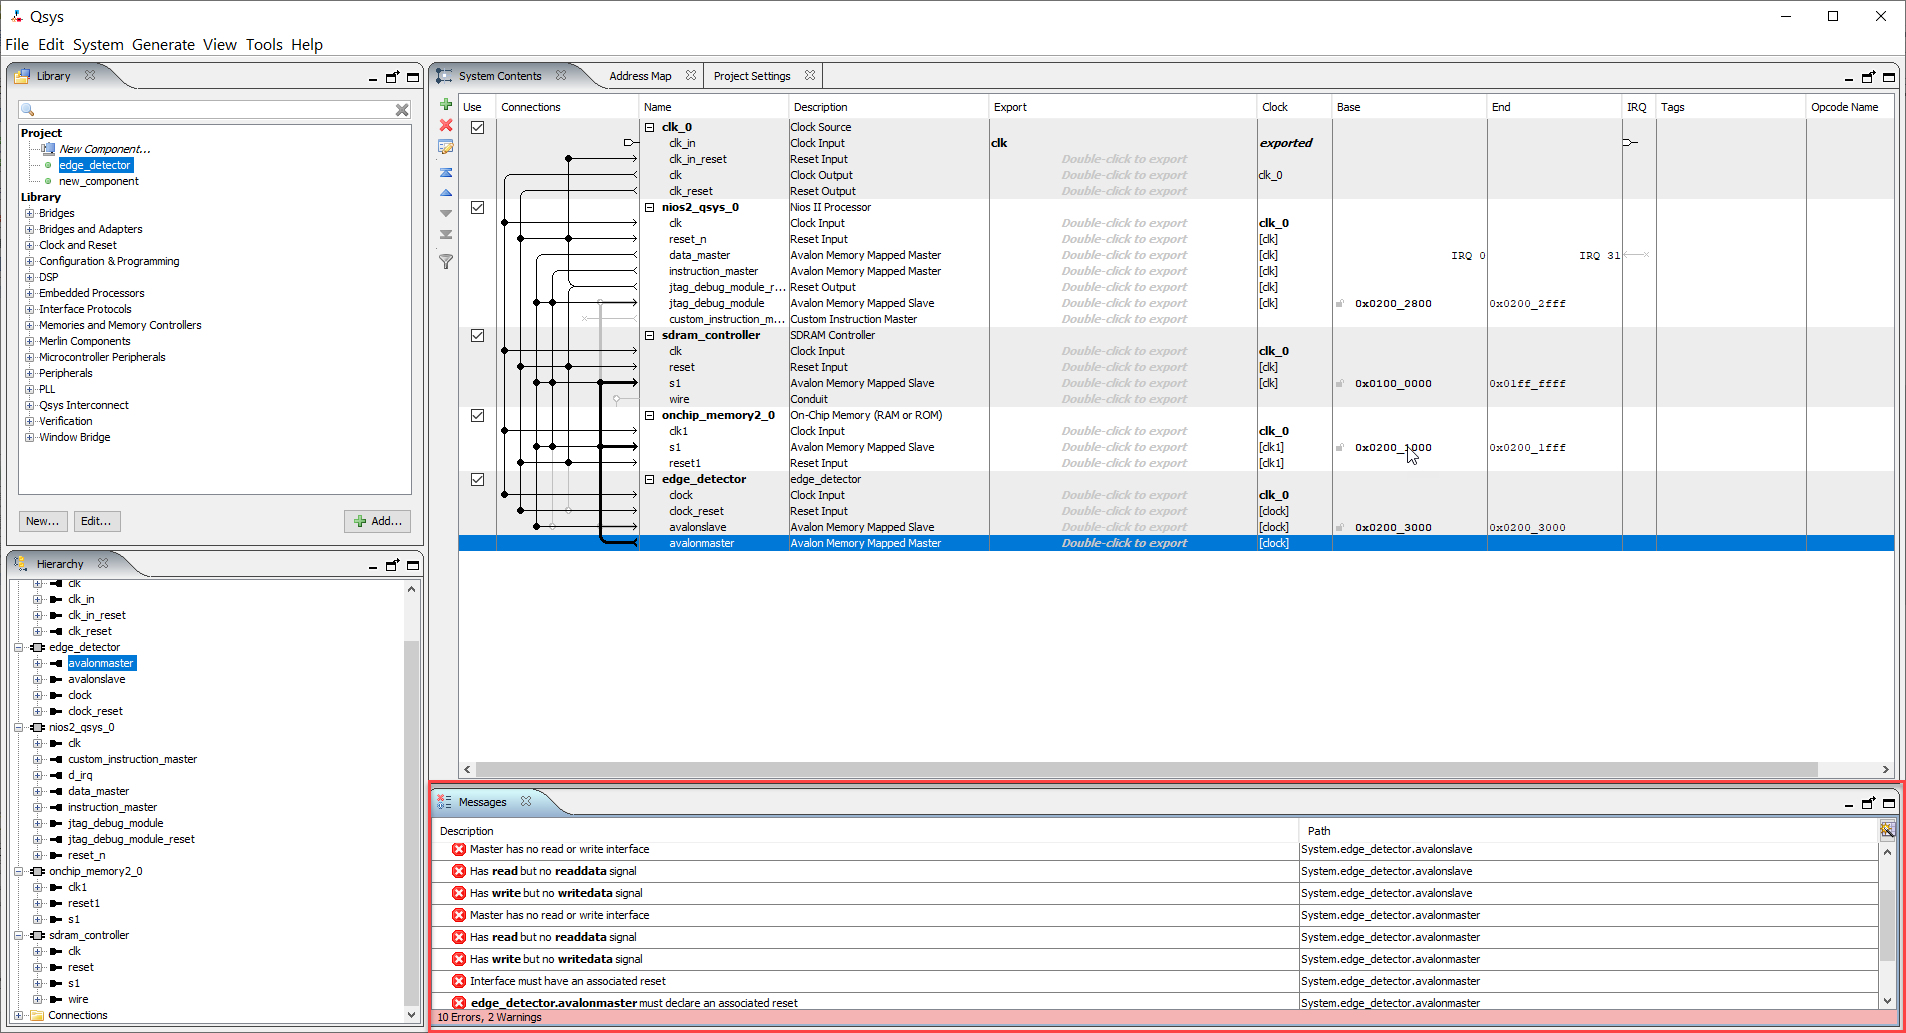 Qsys
File Edit System Generate View Tools Help
Library
Project
New Component...
edge_detector
new_component
Library
Bridges
Bridges and Adapters
Clock and Reset
Configuration & Programming
DSP
Embedded Processors
Interface Protocols
Memories and Memory Controllers
Merlin Components
Microcontroller Peripherals
Peripherals
PLL
Qsys Interconnect
Verification
Window Bridge
New... Edit... Add...
Hierarchy
clk
clk_in
clk_in_reset
clk_reset
edge_detector
avalonmaster
avalonslave
clock
clock_reset
nios2_qsys_0
clk
custom_instruction_master
d_irq
data_master
instruction_master
jtag_debug_module
jtag_debug_module_reset
reset_n
onchip_memory2_0
clk1
reset1
s1
sdram_controller
clk
reset
s1
wire
Connections
System Contents Address Map Project Settings
Use Connections Name Description Export Clock Base End IRQ Tags Opcode Name
clk_0 Clock Source
clk_in Clock Input clk exported
clk_in_reset Reset Input Double-click to export
clk Clock Output Double-click to export clk_0
clk_reset Reset Output Double-click to export
nios2_qsys_0 Nios II Processor
clk Clock Input Double-click to export clk_0
reset_n Reset Input Double-click to export [clk]
data_master Avalon Memory Mapped Master Double-click to export [clk] IRQ 0 IRQ 31
instruction_master Avalon Memory Mapped Master Double-click to export [clk]
jtag_debug_module_r... Reset Output Double-click to export [clk]
jtag_debug_module Avalon Memory Mapped Slave Double-click to export [clk] 0x0200_2800 0x0200_2fff
custom_instruction_m... Custom Instruction Master Double-click to export
sdram_controller SDRAM Controller
clk Clock Input Double-click to export clk_0
reset Reset Input Double-click to export [clk]
s1 Avalon Memory Mapped Slave Double-click to export [clk] 0x0100_0000 0x01ff_ffff
wire Conduit Double-click to export
onchip_memory2_0 On-Chip Memory (RAM or ROM)
clk1 Clock Input Double-click to export clk_0
s1 Avalon Memory Mapped Slave Double-click to export [clk1] 0x0200_1000 0x0200_1fff
reset1 Reset Input Double-click to export [clk1]
edge_detector edge_detector
clock Clock Input Double-click to export clk_0
clock_reset Reset Input Double-click to export [clock]
avalonslave Avalon Memory Mapped Slave Double-click to export [clock] 0x0200_3000 0x0200_3000
avalonmaster Avalon Memory Mapped Master Double-click to export [clock]
Messages
Description Path
Master has no read or write interface System.edge_detector.avalonslave
Has read but no readdata signal System.edge_detector.avalonslave
Has write but no writedata signal System.edge_detector.avalonslave
Master has no read or write interface System.edge_detector.avalonmaster
Has read but no readdata signal System.edge_detector.avalonmaster
Has write but no writedata signal System.edge_detector.avalonmaster
Interface must have an associated reset System.edge_detector.avalonmaster
edge_detector.avalonmaster must declare an associated reset System.edge_detector.avalonmaster
10 Errors, 2 Warnings